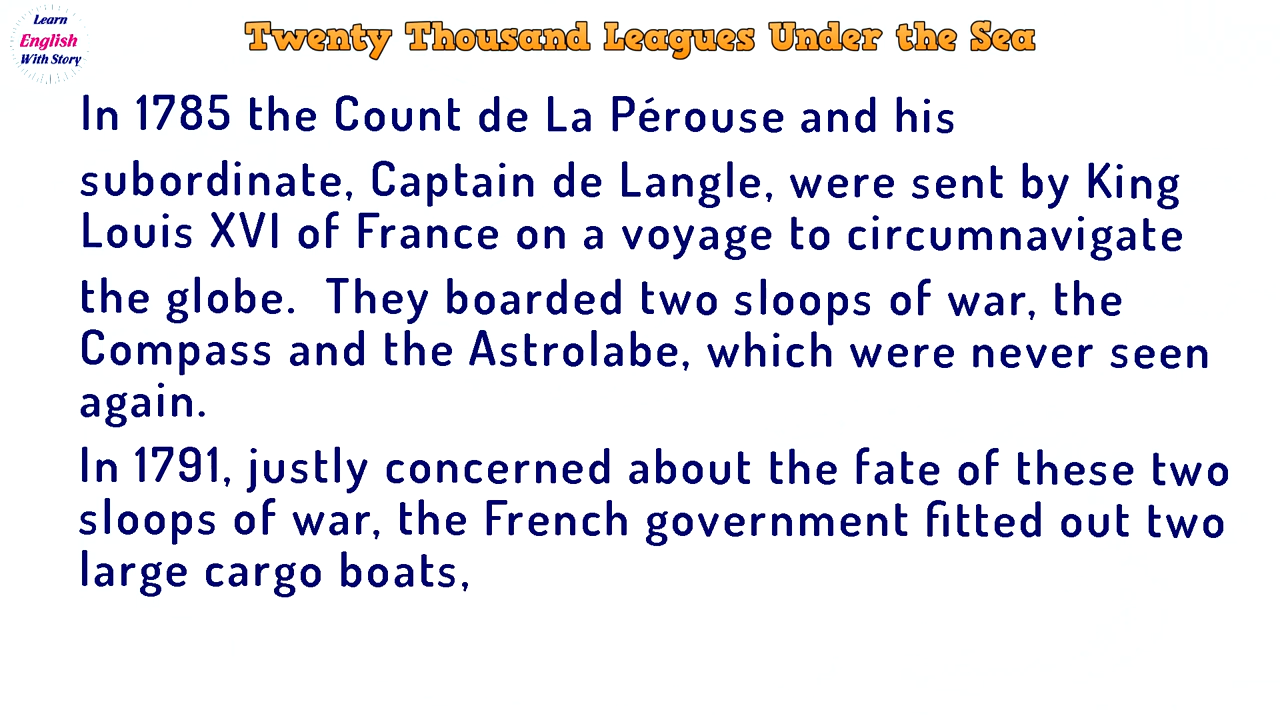 Learn
English
With Story
Twenty Thousand Leagues Under the Sea
In 1785 the Count de La Pérouse and his
subordinate, Captain de Langle, were sent by King
Louis XVI of France on a voyage to circumnavigate
the globe.  They boarded two sloops of war, the
Compass and the Astrolabe, which were never seen
again.
In 1791, justly concerned about the fate of these two
sloops of war, the French government fitted out two
large cargo boats,